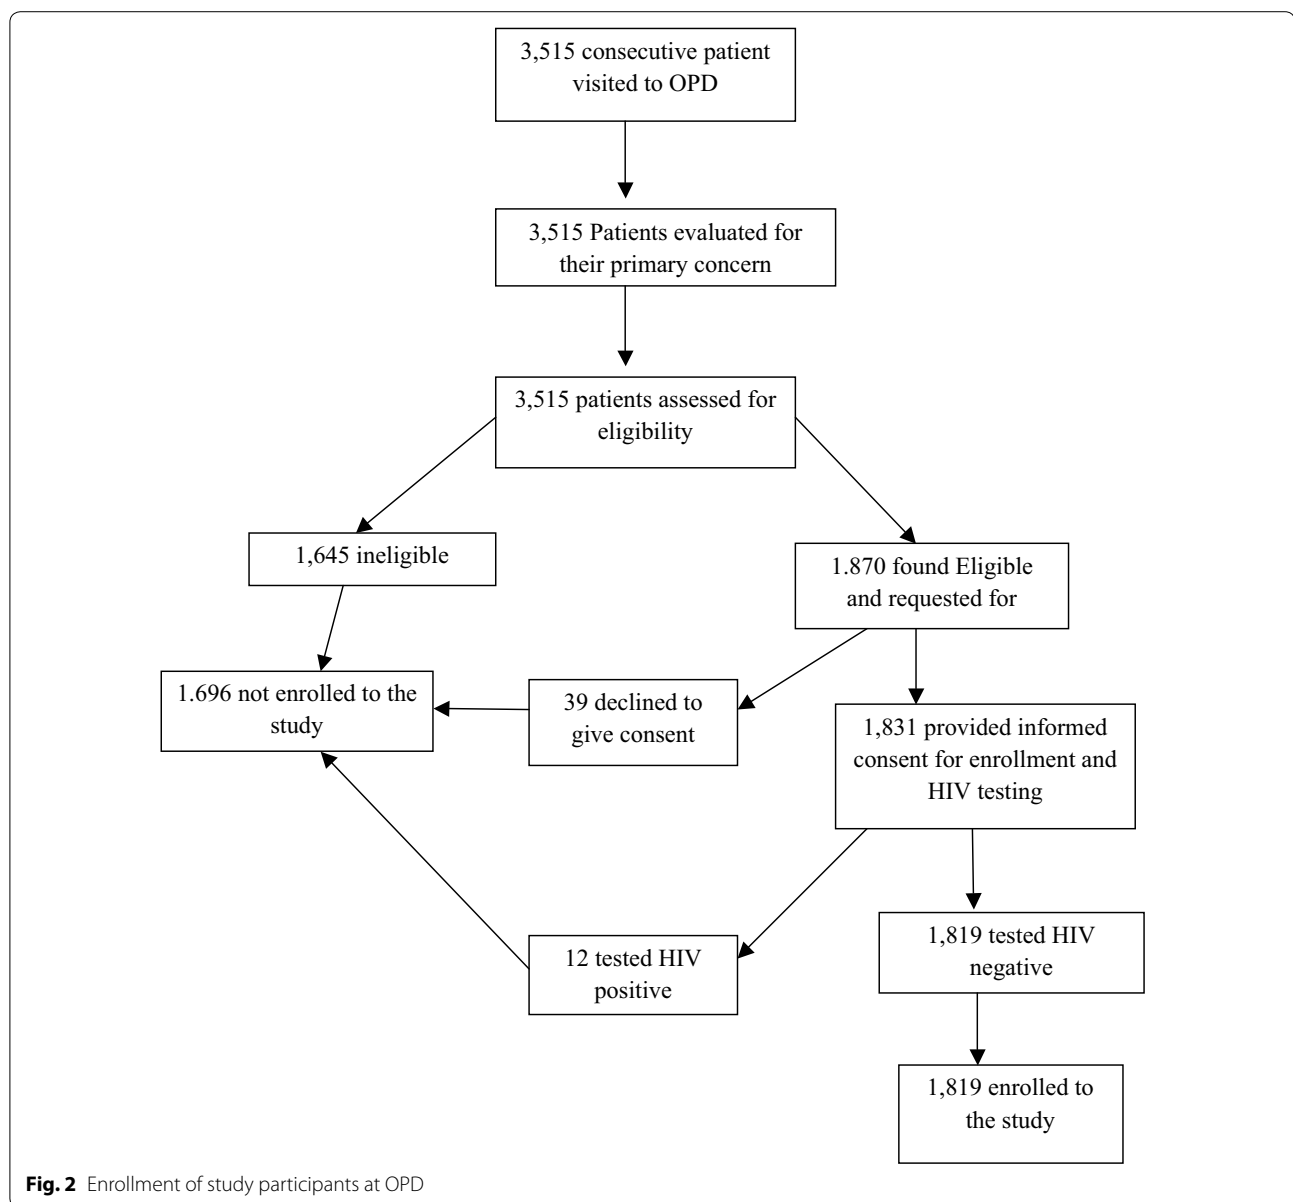 3,515 consecutive patient
visited to OPD
3,515 Patients evaluated for
their primary concern
3,515 patients assessed for
eligibility
1,645 ineligible
1.870 found Eligible
and requested for
1.696 not enrolled to the
study
39 declined to
give consent
1,831 provided informed
consent for enrollment and
HIV testing
12 tested HIV
positive
1,819 tested HIV
negative
1,819 enrolled to
the study
Fig. 2 Enrollment of study participants at OPD